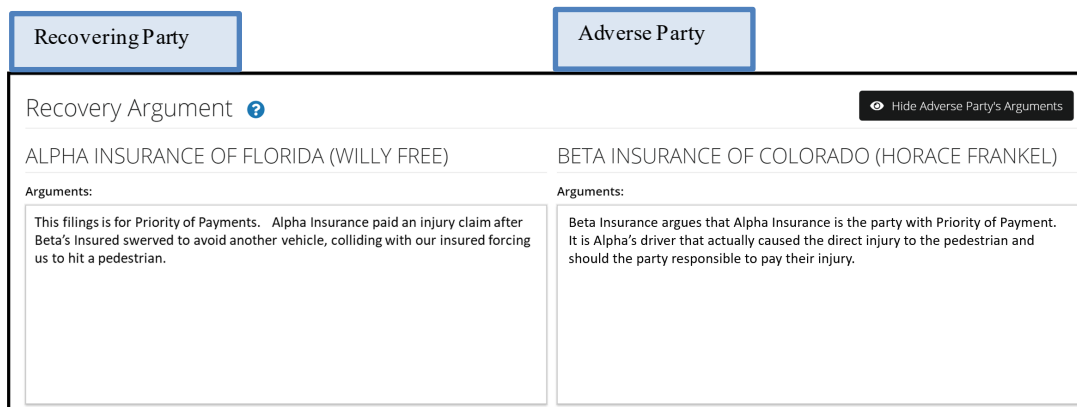 Recovering Party
Adverse Party
Recovery Argument ?
Hide Adverse Party's Arguments
ALPHA INSURANCE OF FLORIDA (WILLY FREE)
Arguments:
This filings is for Priority of Payments. Alpha Insurance paid an injury claim after
Beta's Insured swerved to avoid another vehicle, colliding with our insured forcing
us to hit a pedestrian.
BETA INSURANCE OF COLORADO (HORACE FRANKEL)
Arguments:
Beta Insurance argues that Alpha Insurance is the party with Priority of Payment.
It is Alpha's driver that actually caused the direct injury to the pedestrian and
should the party responsible to pay their injury.